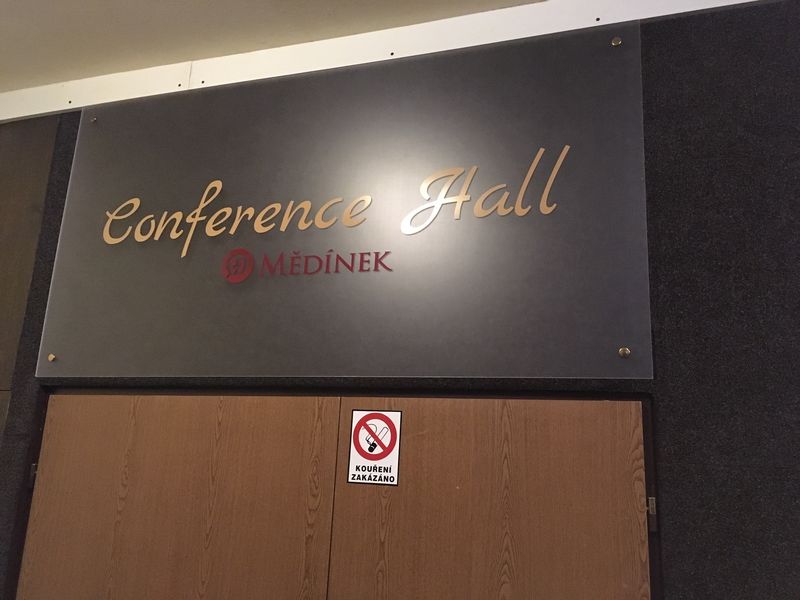 Conference Hall
MĚDÍNEK
KOUŘENÍ
ZAKÁZÁNO